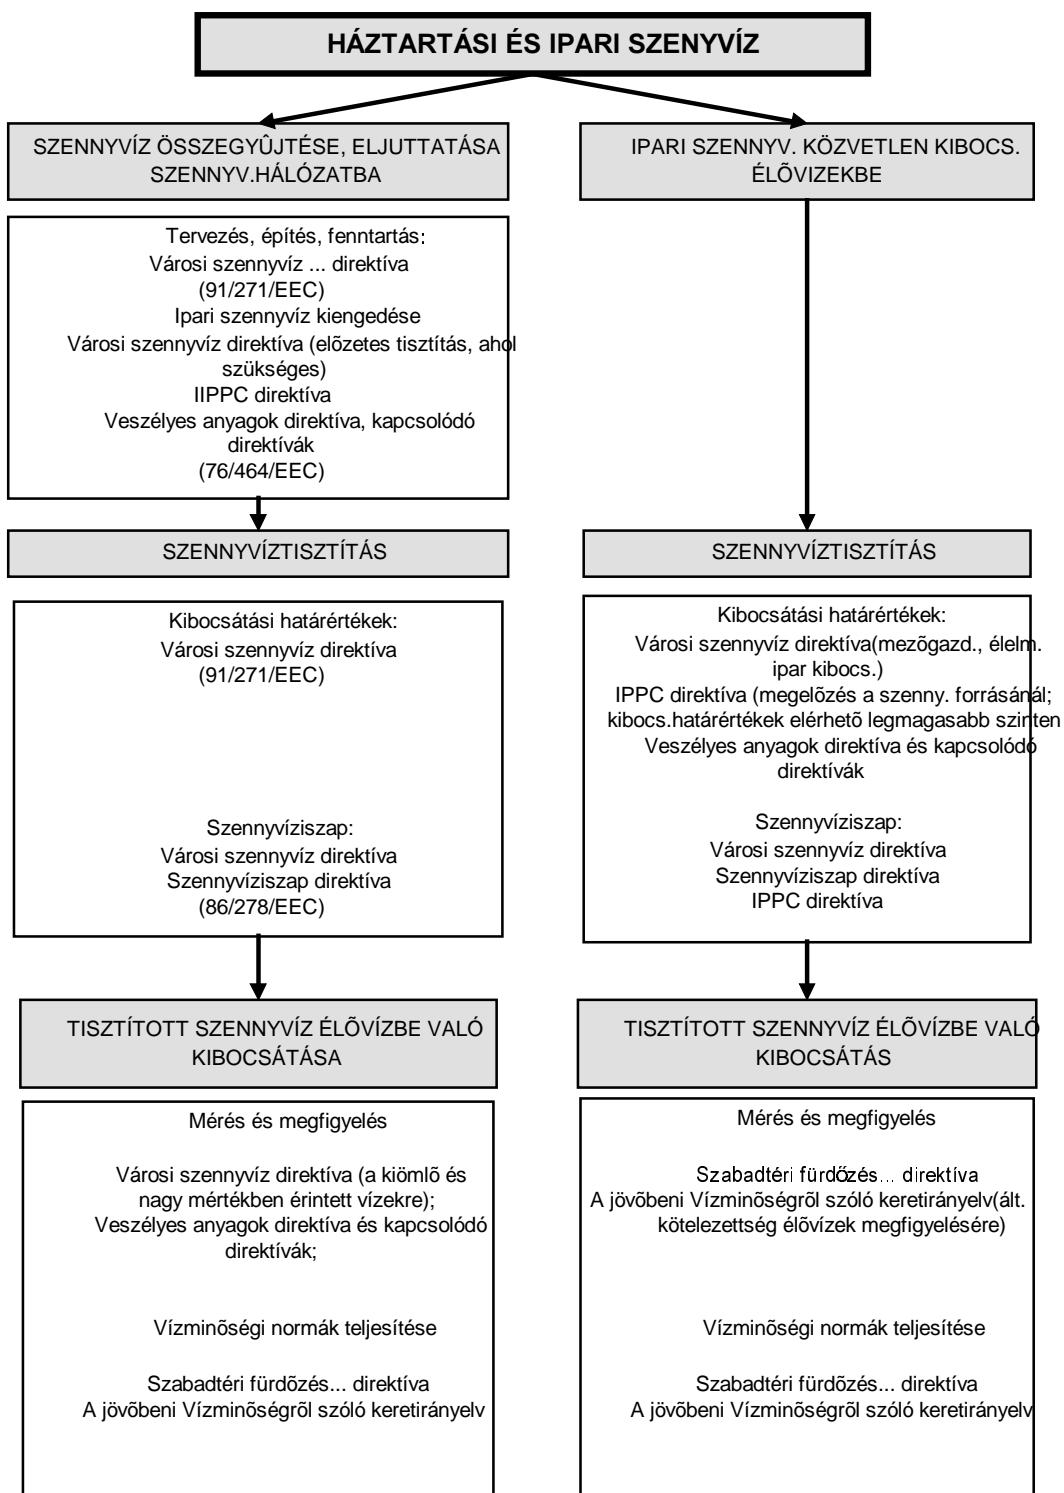 HÁZTARTÁSI ÉS IPARI SZENYVÍZ
SZENNYVÍZ ÖSSZEGYÛJTÉSE, ELJUTTATÁSA
SZENNYV.HÁLÓZATBA
Tervezés, építés, fenntartás:
Városi szennyvíz ... direktíva
(91/271/EEC)
Ipari szennyvíz kiengedése
Városi szennyvíz direktíva (elõzetes tisztítás, ahol
szükséges)
IIPPC direktíva
Veszélyes anyagok direktíva, kapcsolódó
direktívák
(76/464/EEC)
SZENNYVÍZTISZTÍTÁS
Kibocsátási határértékek:
Városi szennyvíz direktíva
(91/271/EEC)
Szennyvíziszap:
Városi szennyvíz direktíva
Szennyvíziszap direktíva
(86/278/EEC)
TISZTÍTOTT SZENNYVÍZ ÉLÕVÍZBE VALÓ
KIBOCSÁTÁSA
Mérés és megfigyelés
Városi szennyvíz direktíva (a kiömlõ és
nagy mértékben érintett vízekre);
Veszélyes anyagok direktíva és kapcsolódó
direktívák;
Vízminõségi normák teljesítése
Szabadtéri fürdõzés... direktíva
A jövõbeni Vízminõségrõl szóló keretirányelv
IPARI SZENNYV. KÖZVETLEN KIBOCS.
ÉLÕVIZEKBE
SZENNYVÍZTISZTÍTÁS
Kibocsátási határértékek:
Városi szennyvíz direktíva(mezõgazd., élelm.
ipar kibocs.)
IPPC direktíva (megelõzés a szenny. forrásánál;
kibocs.határértékek elérhetõ legmagasabb szinten
Veszélyes anyagok direktíva és kapcsolódó
direktívák
Szennyvíziszap:
Városi szennyvíz direktíva
Szennyvíziszap direktíva
IPPC direktíva
TISZTÍTOTT SZENNYVÍZ ÉLÕVÍZBE VALÓ
KIBOCSÁTÁS
Mérés és megfigyelés
Szabadtéri fürdőzés... direktíva
A jövõbeni Vízminõségrõl szóló keretirányelv(ált.
kötelezettség élõvízek megfigyelésére)
Vízminõségi normák teljesítése
Szabadtéri fürdõzés... direktíva
A jövõbeni Vízminõségrõl szóló keretirányelv